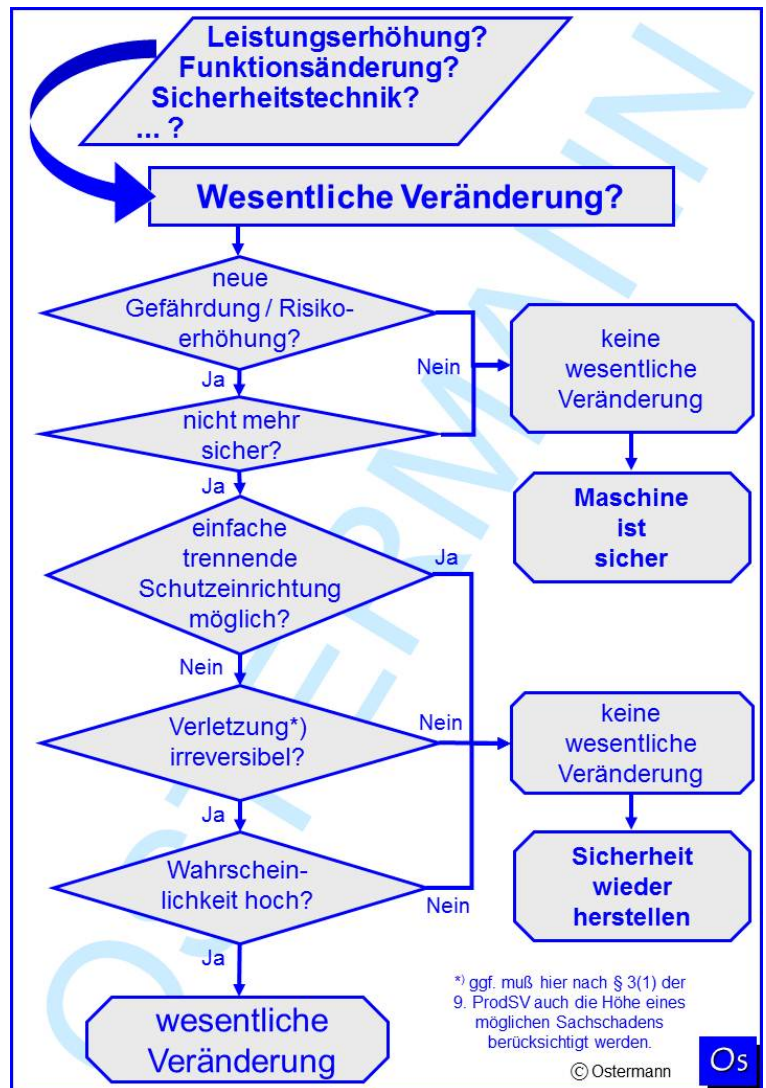 Leistungserhöhung?
Funktionsänderung?
Sicherheitstechnik?
... ?
Wesentliche Veränderung?
neue
Gefährdung / Risiko-
erhöhung?
Nein
keine
wesentliche
Veränderung
Ja
nicht mehr
sicher?
Ja
Maschine
ist
sicher
einfache
trennende
Schutzeinrichtung
möglich?
Ja
Nein
Verletzung*)
irreversibel?
Nein
keine
wesentliche
Veränderung
Ja
Wahrschein-
lichkeit hoch?
Nein
Sicherheit
wieder
herstellen
Ja
wesentliche
Veränderung
*) ggf. muß hier nach § 3(1) der
9. ProdSV auch die Höhe eines
möglichen Sachschadens
berücksichtigt werden.
© Ostermann
Os
OSTERMANN